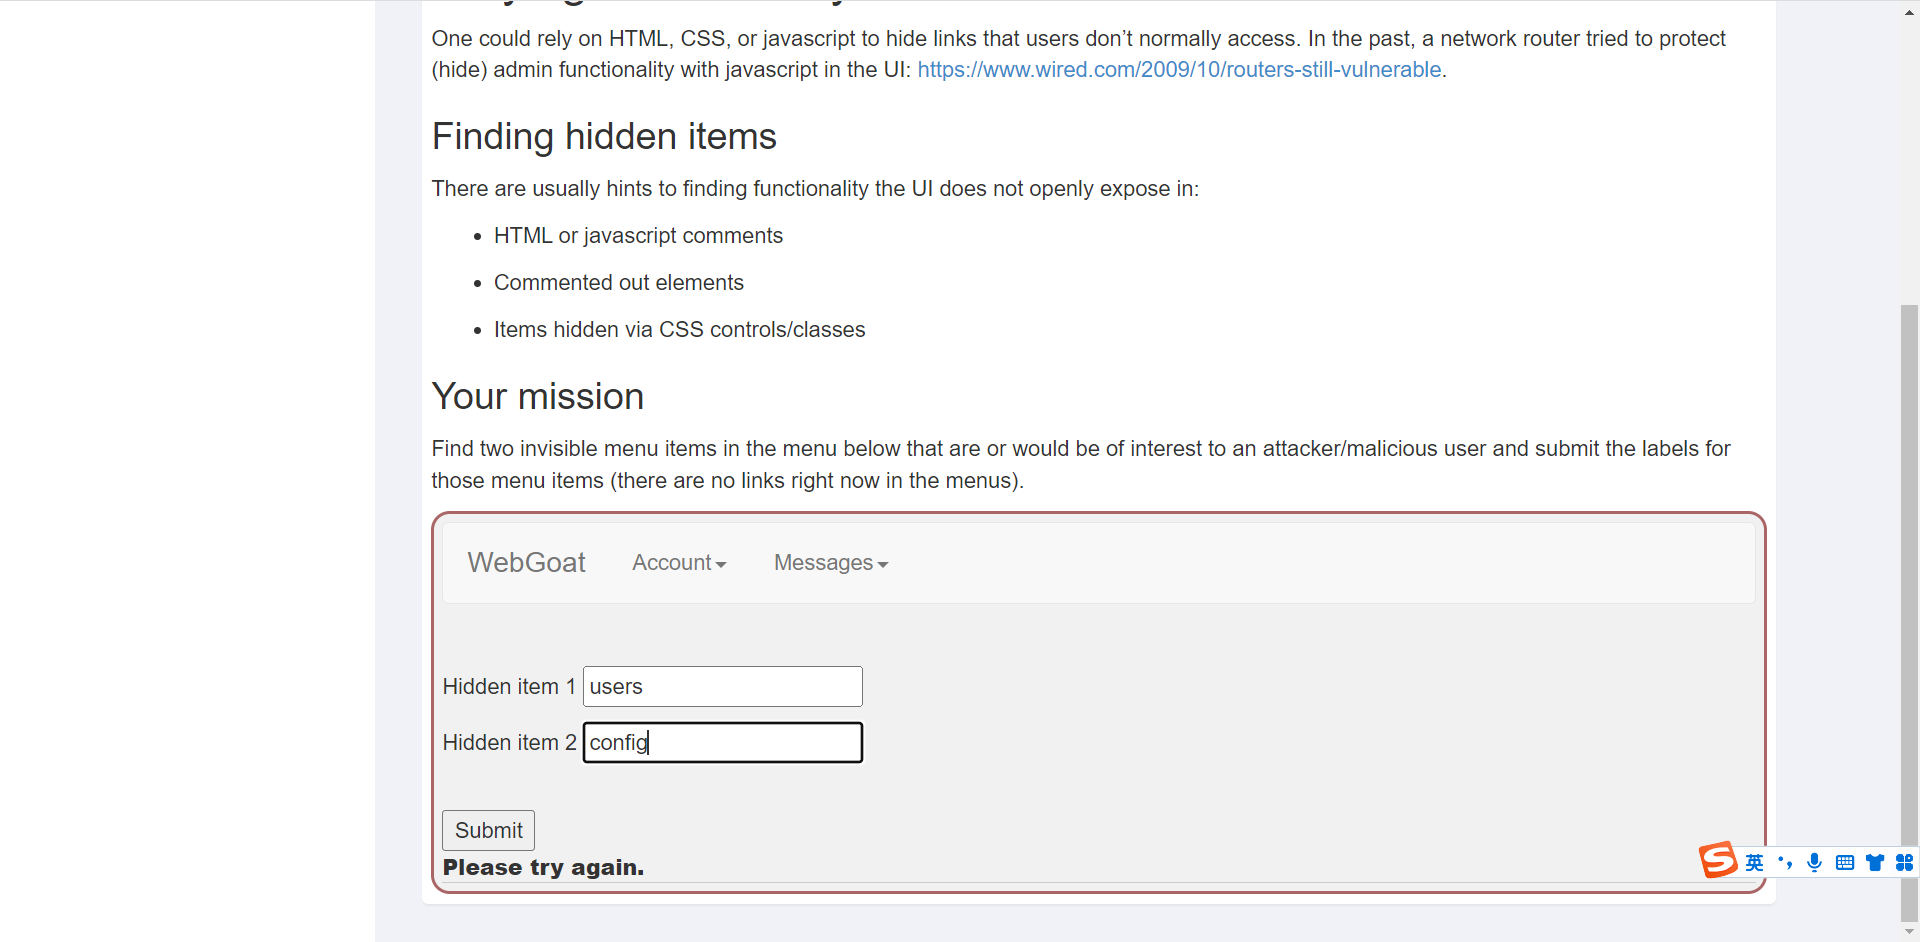 One could rely on HTML, CSS, or javascript to hide links that users don’t normally access. In the past, a network router tried to protect
(hide) admin functionality with javascript in the UI: https://www.wired.com/2009/10/routers-still-vulnerable.
Finding hidden items
There are usually hints to finding functionality the UI does not openly expose in:
• HTML or javascript comments
• Commented out elements
• Items hidden via CSS controls/classes
Your mission
Find two invisible menu items in the menu below that are or would be of interest to an attacker/malicious user and submit the labels for
those menu items (there are no links right now in the menus).
WebGoat Account Messages
Hidden item 1 users
Hidden item 2 config
Submit
Please try again.
S 英